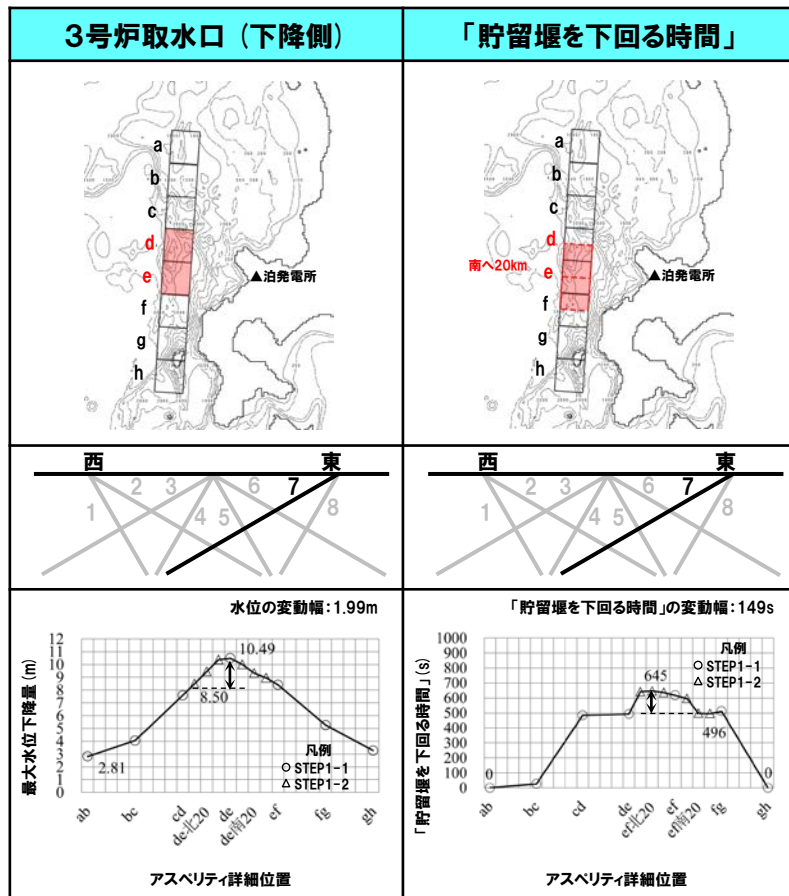 3号炉取水口（下降側）
「貯留堰を下回る時間」
a
b
c
d
e
f
g
h
▲泊発電所
a
b
c
d
南へ20km
e
f
g
h
▲泊発電所
西
東
1
2
3
4
5
6
7
8
西
東
1
2
3
4
5
6
7
8
水位の変動幅：1.99m
最大水位下降量（m）
12
11
10
9
8
7
6
5
4
3
2
1
0
10.49
8.50
2.81
凡例
○ STEP1-1
△ STEP1-2
ab
bc
cd
de北20
de
de南20
ef
fg
gh
アスペリティ詳細位置
「貯留堰を下回る時間」の変動幅：149s
「貯留堰を下回る時間」（s）
1000
900
800
700
600
500
400
300
200
100
0
645
496
0
0
凡例
○ STEP1-1
△ STEP1-2
ab
bc
cd
de
ef北20
ef
ef南20
fg
gh
アスペリティ詳細位置